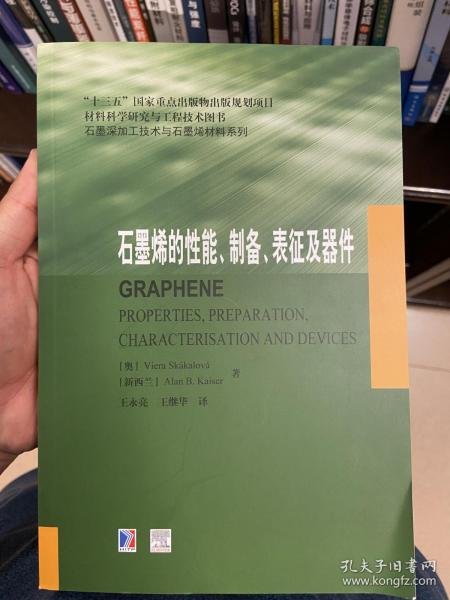 “十三五”国家重点出版物出版规划项目
材料科学研究与工程技术图书
石墨深加工技术与石墨烯材料系列
石墨烯的性能、制备、表征及器件
GRAPHENE
PROPERTIES, PREPARATION,
CHARACTERISATION AND DEVICES
[奥] Viera Skákalová
[新西兰] Alan B. Kaiser 著
王永亮 王继华 译
HITP
孔夫子旧书网
www.kongfz.com